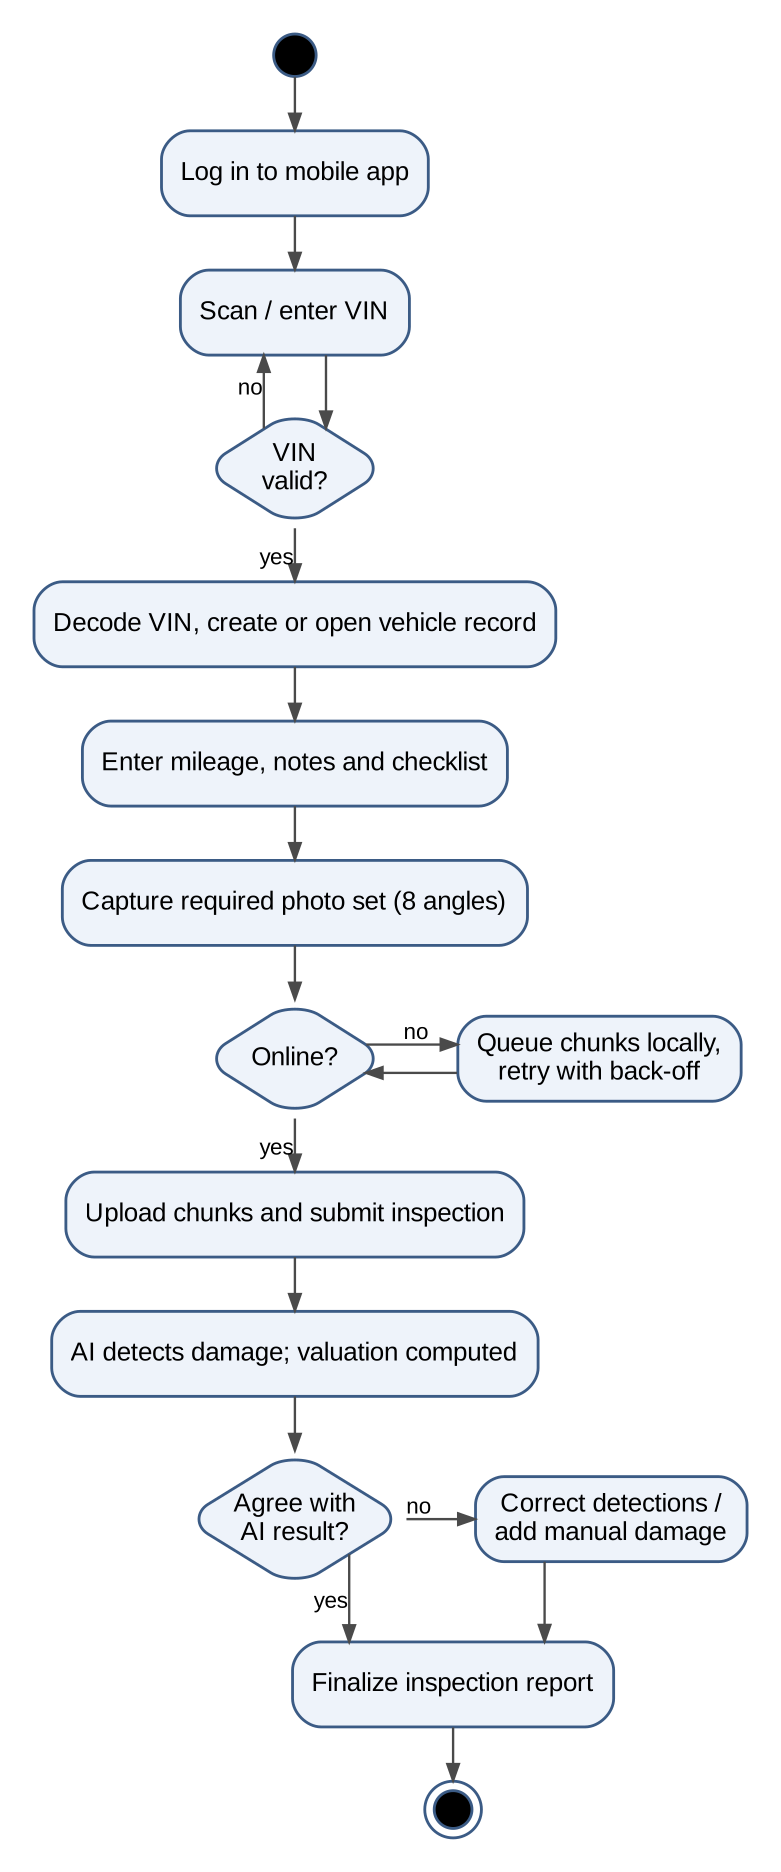 Log in to mobile app
Scan / enter VIN
no
VIN
valid?
yes
Decode VIN, create or open vehicle record
Enter mileage, notes and checklist
Capture required photo set (8 angles)
Online?
no
Queue chunks locally,
retry with back-off
yes
Upload chunks and submit inspection
AI detects damage; valuation computed
Agree with
AI result?
no
Correct detections /
add manual damage
yes
Finalize inspection report